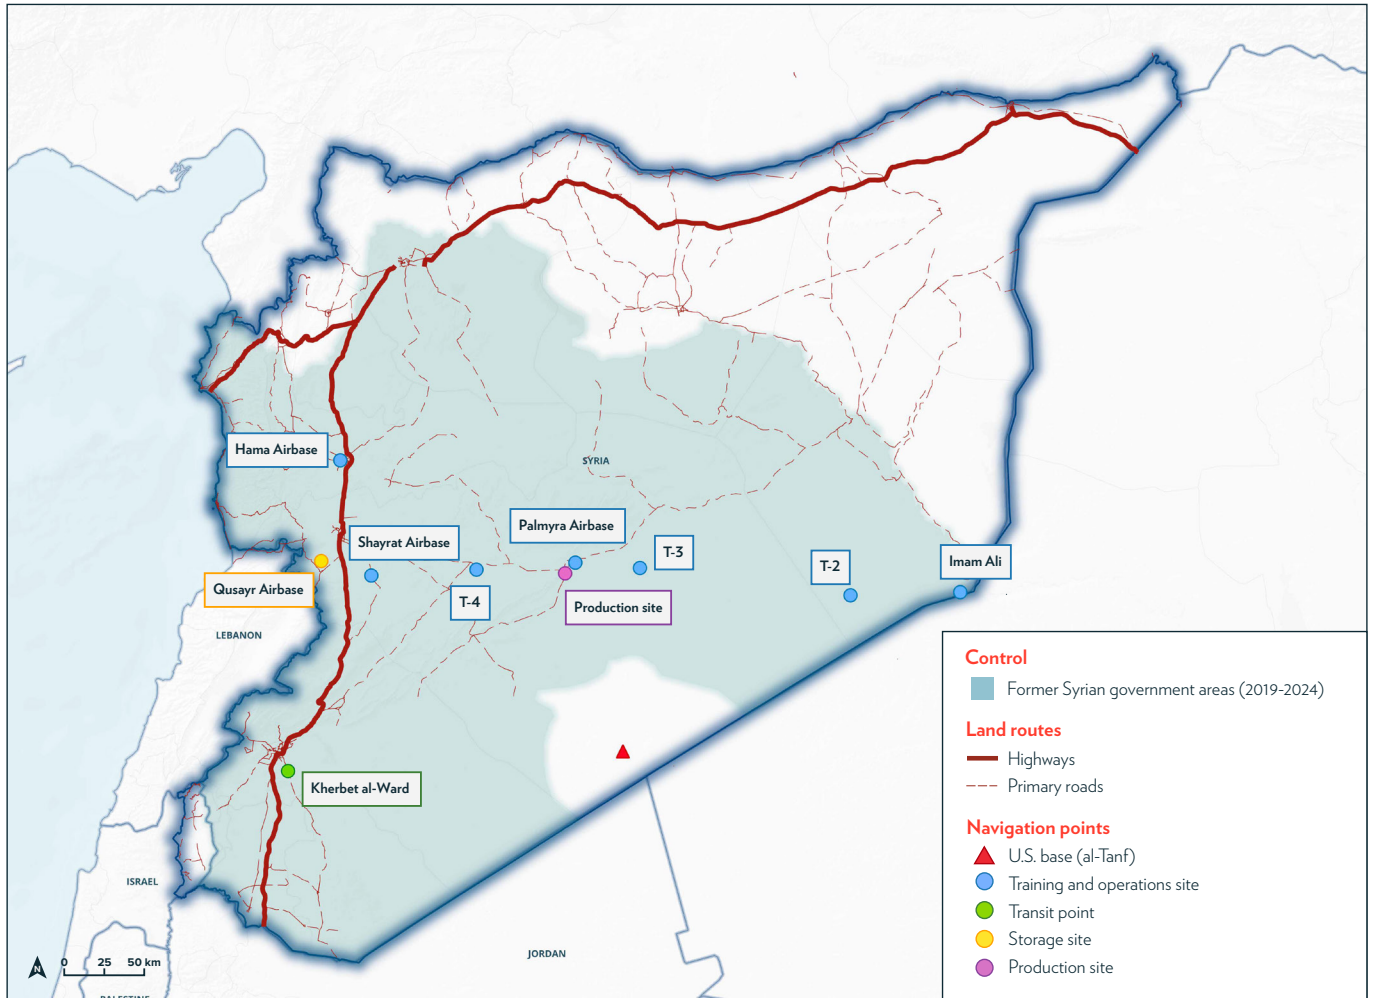 Hama Airbase
SYRIA
Palmyra Airbase
Shayrat Airbase
T-3
Imam Ali
T-2
Qusayr Airbase
T-4
Production site
LEBANON
Kherbet al-Ward
ISRAEL
JORDAN
N
0 25 50 km
PALESTINE
Control
Former Syrian government areas (2019-2024)
Land routes
Highways
Primary roads
Navigation points
U.S. base (al-Tanf)
Training and operations site
Transit point
Storage site
Production site